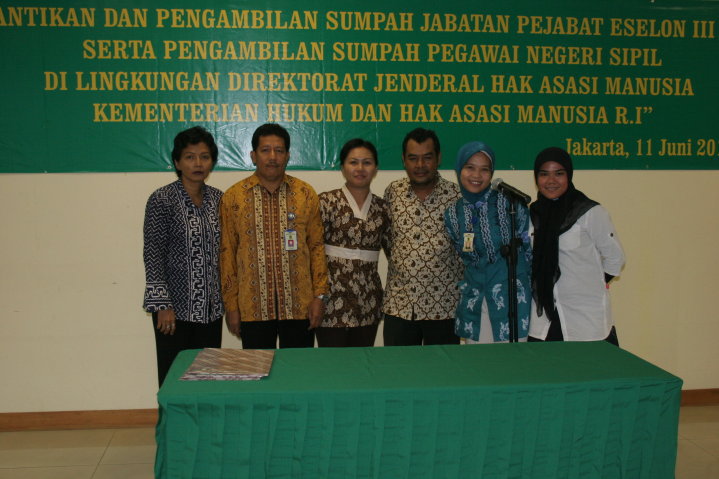 ANTIKAN DAN PENGAMBILAN SUMPAH JABATAN PEJABAT ESELON III
SERTA PENGAMBILAN SUMPAH PEGAWAI NEGERI SIPIL
DI LINGKUNGAN DIREKTORAT JENDERAL HAK ASASI MANUSIA
KEMENTERIAN HUKUM DAN HAK ASASI MANUSIA R.I”
Jakarta, 11 Juni 201